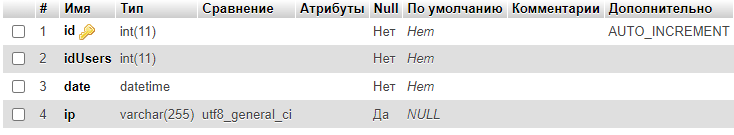 # Имя Тип Сравнение Атрибуты Null По умолчанию Комментарии Дополнительно
1 id int(11) Нет Нет AUTO_INCREMENT
2 idUsers int(11) Нет Нет
3 date datetime Нет Нет
4 ip varchar(255) utf8_general_ci Да NULL